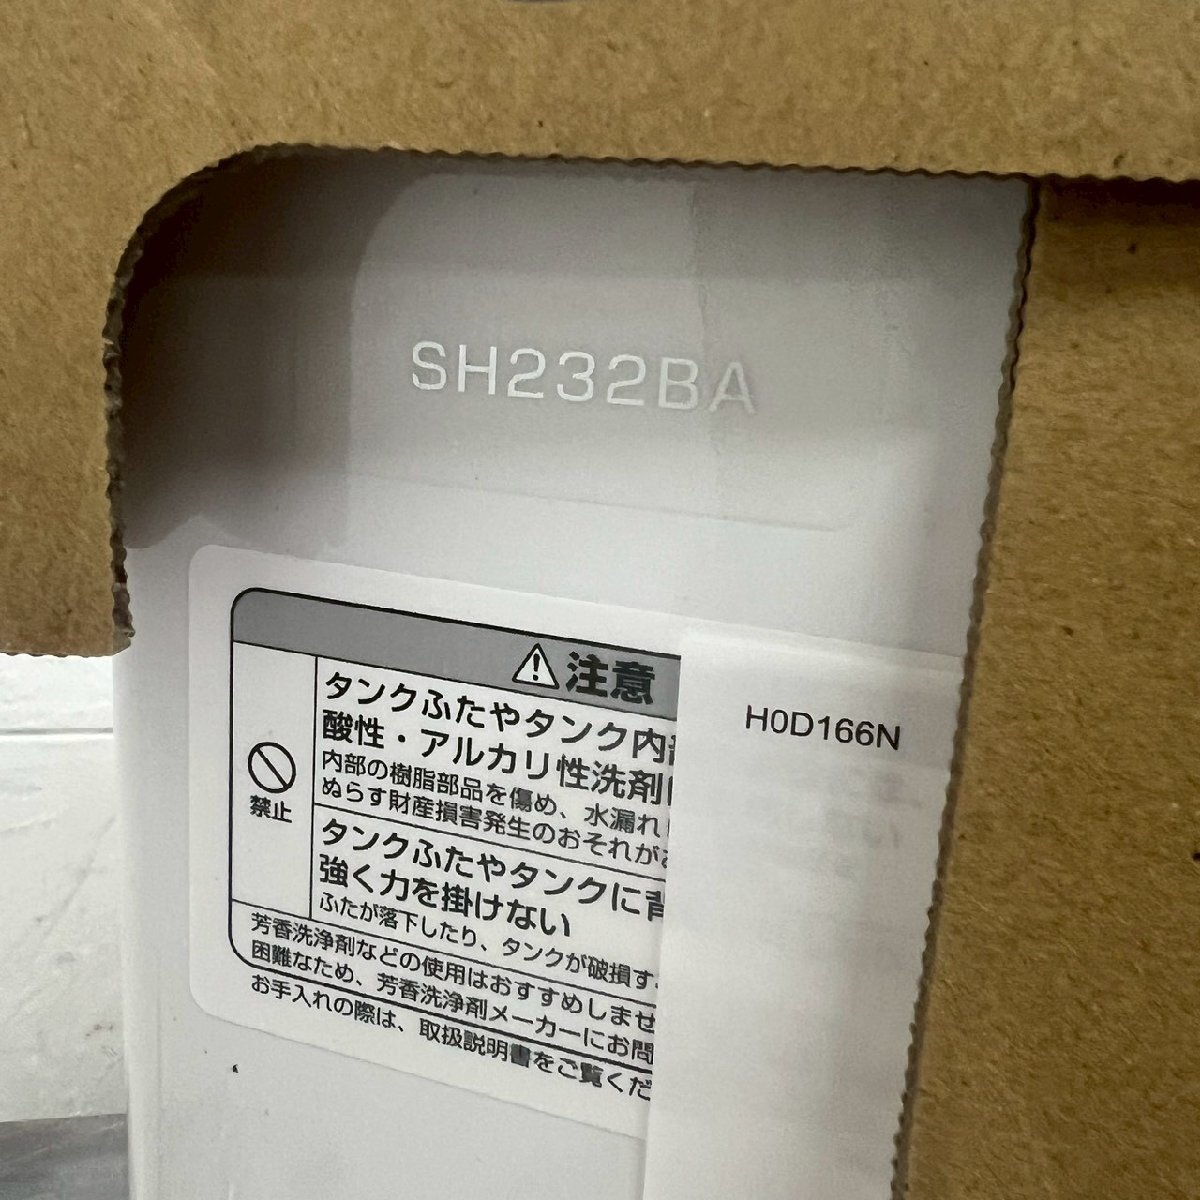 SH232BA
注意
タンクふたやタンク内
酸性・アルカリ性洗剤
内部の樹脂部品を傷め、水漏れ
ぬらす財産損害発生のおそれが
禁止
タンクふたやタンクに背
強く力を掛けない
ふたが落下したり、タンクが破損す
芳香洗浄剤などの使用はおすすめしませ
困難なため、芳香洗浄剤メーカーにお問
お手入れの際は、取扱説明書をご覧くだ
H0D166N